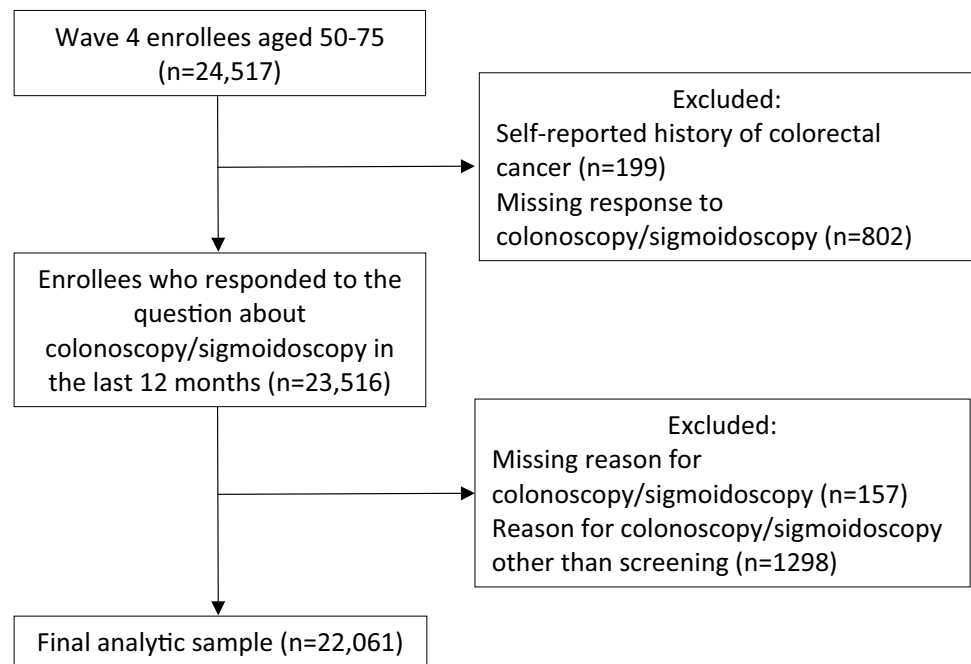 Wave 4 enrollees aged 50-75
(n=24,517)
Excluded:
Self-reported history of colorectal
cancer (n=199)
Missing response to
colonoscopy/sigmoidoscopy (n=802)
Enrollees who responded to the
question about
colonoscopy/sigmoidoscopy in
the last 12 months (n=23,516)
Excluded:
Missing reason for
colonoscopy/sigmoidoscopy (n=157)
Reason for colonoscopy/sigmoidoscopy
other than screening (n=1298)
Final analytic sample (n=22,061)